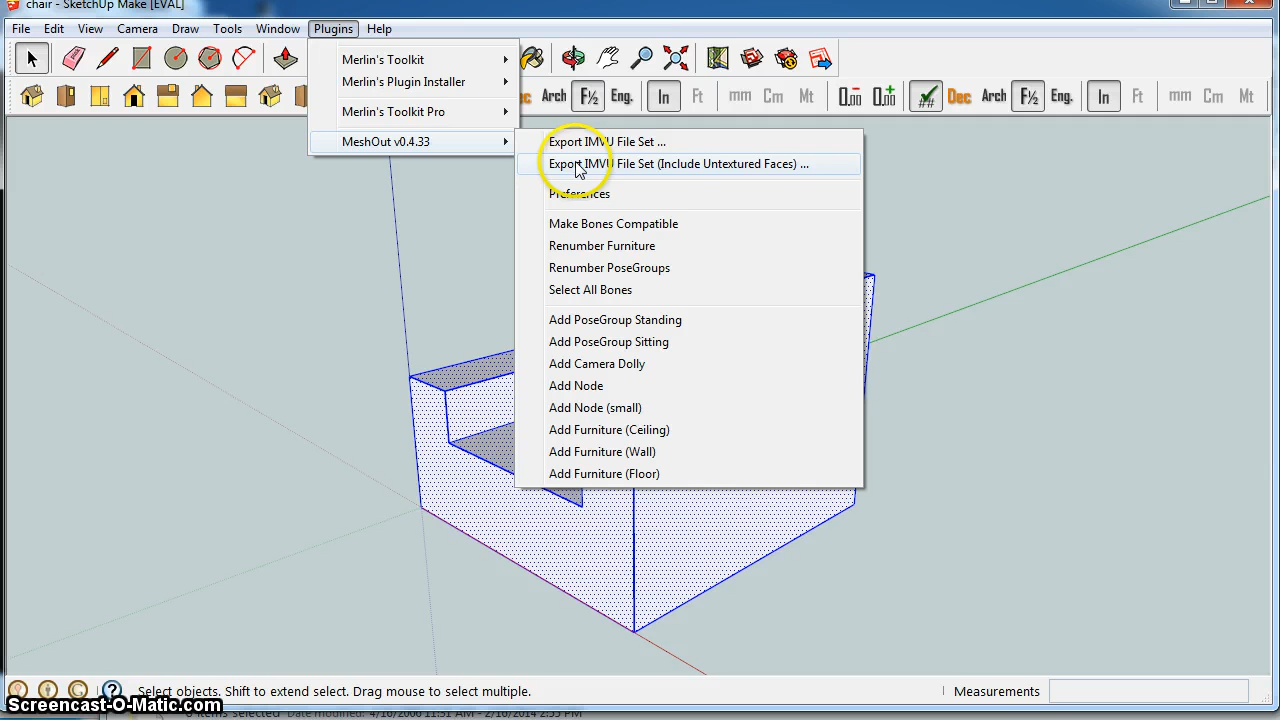 chair - SketchUp Make [EVAL]
File Edit View Camera Draw Tools Window Plugins Help
Arch F½ Eng. In Ft mm Cm Mt 0.00 0.00 Dec Arch F½ Eng. In Ft mm Cm Mt
Merlin's Toolkit
Merlin's Plugin Installer
Merlin's Toolkit Pro
MeshOut v0.4.33
Export IMVU File Set ...
Export IMVU File Set (Include Untextured Faces) ...
Preferences
Make Bones Compatible
Renumber Furniture
Renumber PoseGroups
Select All Bones
Add PoseGroup Standing
Add PoseGroup Sitting
Add Camera Dolly
Add Node
Add Node (small)
Add Furniture (Ceiling)
Add Furniture (Wall)
Add Furniture (Floor)
Select objects. Shift to extend select. Drag mouse to select multiple.
Measurements
Screencast-O-Matic.com